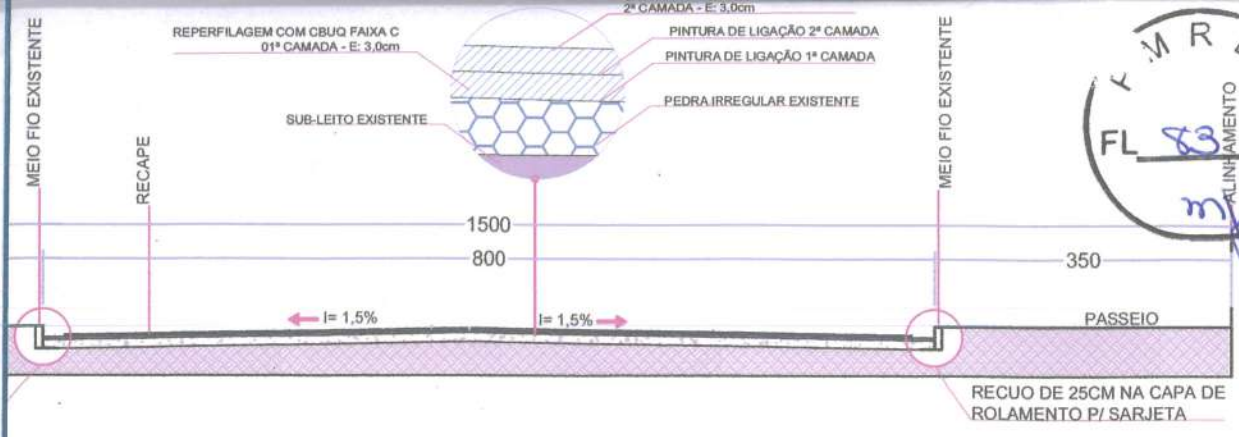 2ª CAMADA - E: 3,0cm
REPERFILAGEM COM CBUQ FAIXA C
01ª CAMADA - E: 3,0cm
PINTURA DE LIGAÇÃO 2ª CAMADA
PINTURA DE LIGAÇÃO 1ª CAMADA
PEDRA IRREGULAR EXISTENTE
SUB-LEITO EXISTENTE
MEIO FIO EXISTENTE
RECAPE
MEIO FIO EXISTENTE
ALINHAMENTO
M R
FL 83
1500
800
350
I= 1,5%
I= 1,5%
PASSEIO
RECUO DE 25CM NA CAPA DE
ROLAMENTO P/ SARJETA